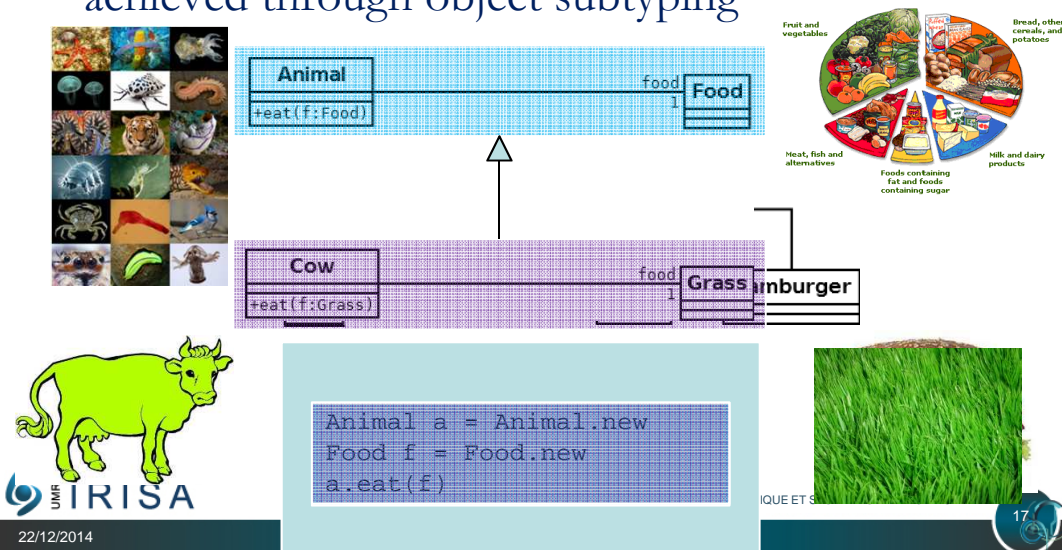 achieved through object subtyping
Fruit and
vegetables
Bread, other
cereals, and
potatoes
Meat, fish and
alternatives
Milk and dairy
products
Foods containing
fat and foods
containing sugar
Animal
+eat(f:Food)
food
1
Food
Cow
+eat(f:Grass)
food
1
Grass
mburger
Animal a = Animal.new
Food f = Food.new
a.eat(f)
UMR IRISA
IQUE ET S
22/12/2014
17